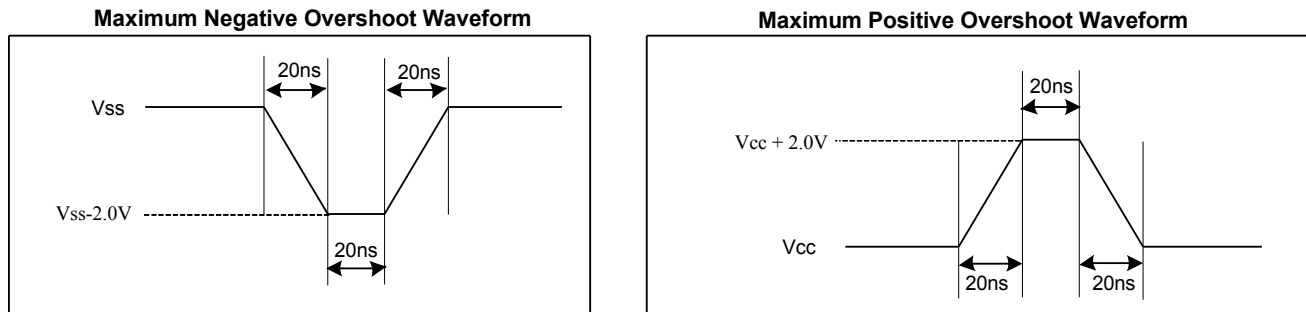 Maximum Negative Overshoot Waveform
20ns
20ns
Vss
Vss-2.0V
20ns
Maximum Positive Overshoot Waveform
20ns
Vcc + 2.0V
Vcc
20ns
20ns